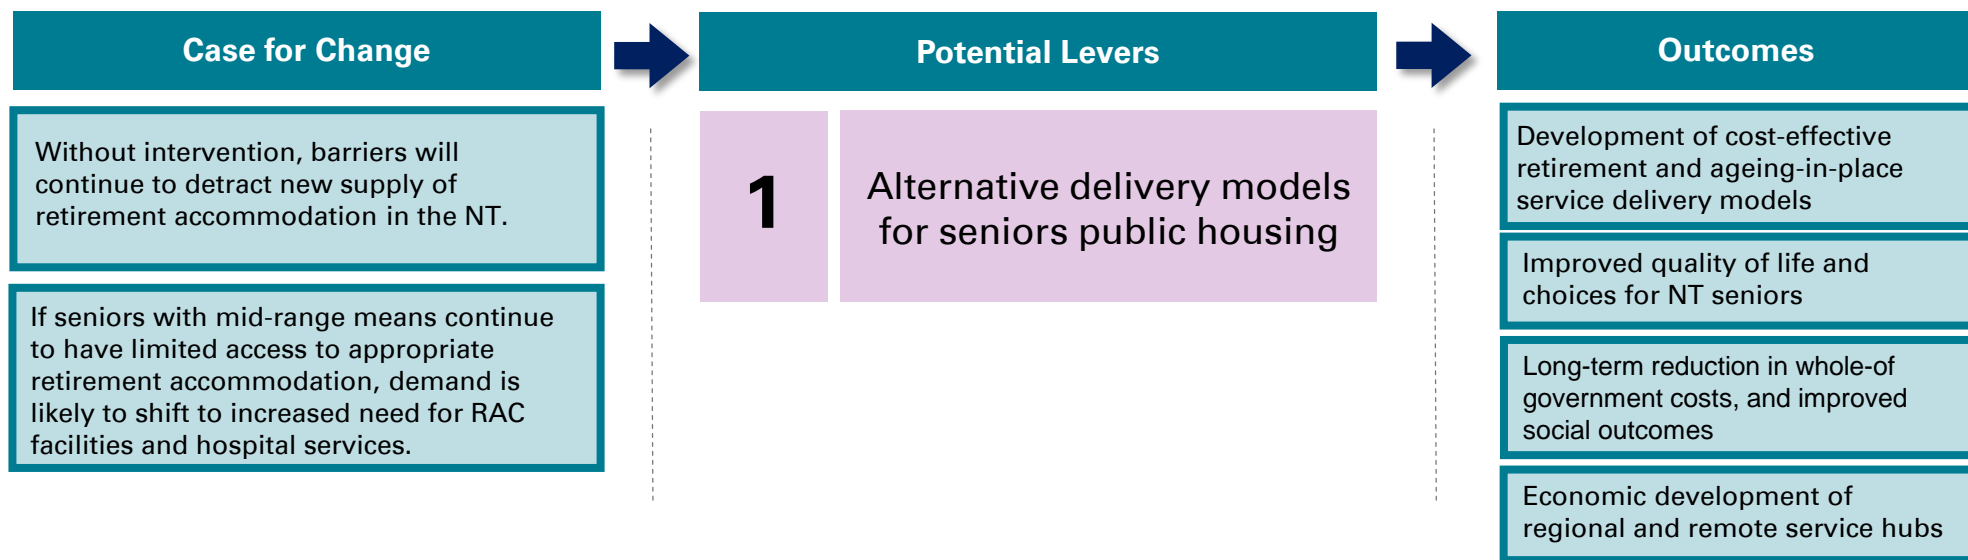 Case for Change
Without intervention, barriers will
continue to detract new supply of
retirement accommodation in the NT.
If seniors with mid-range means continue
to have limited access to appropriate
retirement accommodation, demand is
likely to shift to increased need for RAC
facilities and hospital services.
Potential Levers
1
Alternative delivery models
for seniors public housing
Outcomes
Development of cost-effective
retirement and ageing-in-place
service delivery models
Improved quality of life and
choices for NT seniors
Long-term reduction in whole-of
government costs, and improved
social outcomes
Economic development of
regional and remote service hubs